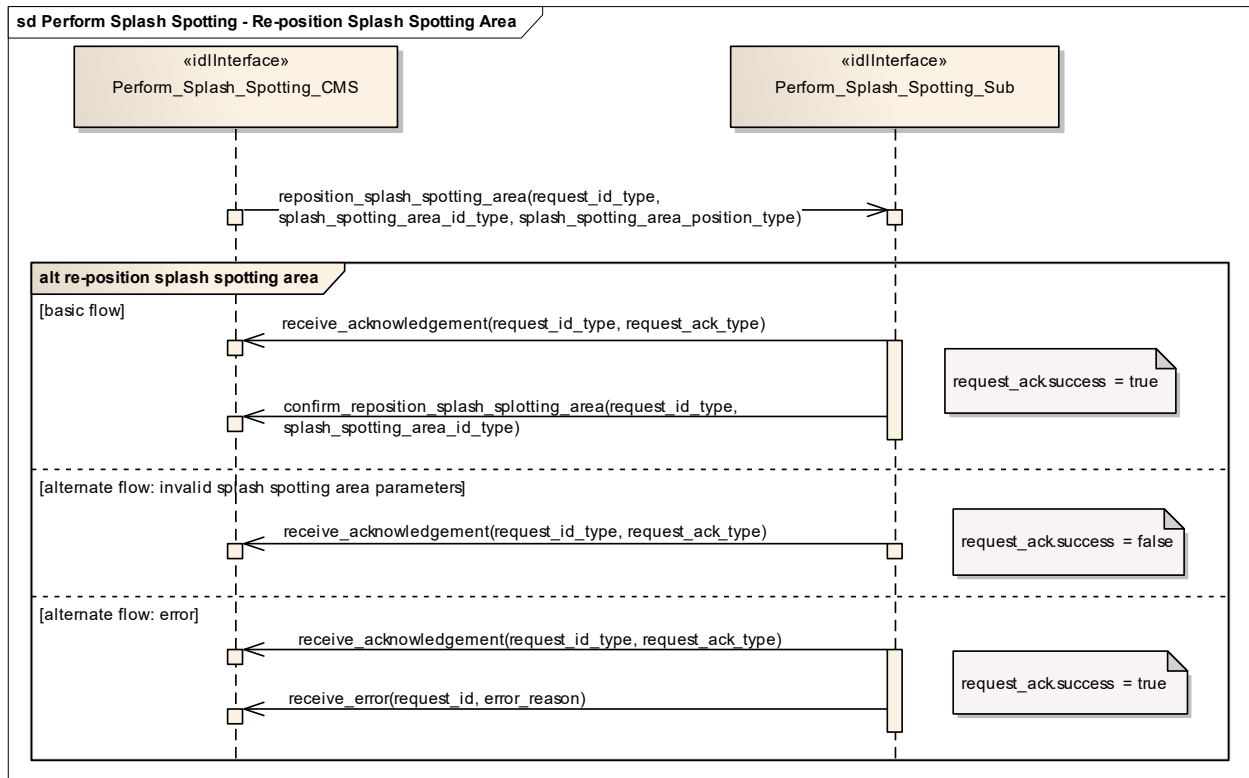 sd Perform Splash Spotting - Re-position Splash Spotting Area
«idlInterface»
Perform_Splash_Spotting_CMS
«idlInterface»
Perform_Splash_Spotting_Sub
reposition_splash_spotting_area(request_id_type,
splash_spotting_area_id_type, splash_spotting_area_position_type)
alt re-position splash spotting area
[basic flow]
receive_acknowledgement(request_id_type, request_ack_type)
request_ack.success = true
confirm_reposition_splash_splotting_area(request_id_type,
splash_spotting_area_id_type)
[alternate flow: invalid splash spotting area parameters]
receive_acknowledgement(request_id_type, request_ack_type)
request_ack.success = false
[alternate flow: error]
receive_acknowledgement(request_id_type, request_ack_type)
request_ack.success = true
receive_error(request_id, error_reason)